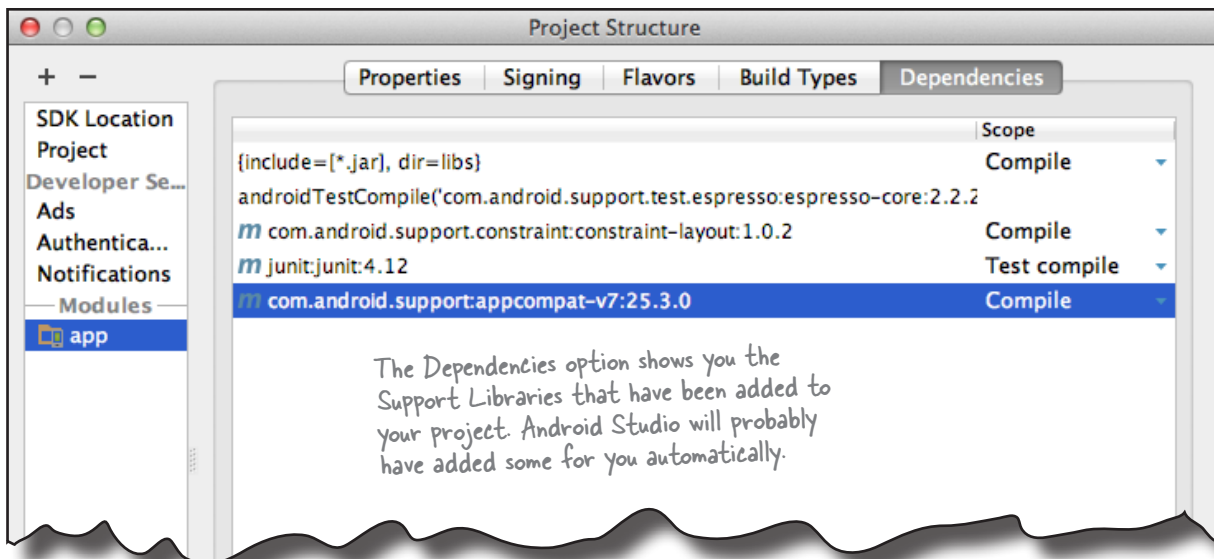 Project Structure
+ −
Properties Signing Flavors Build Types Dependencies
SDK Location
Project
Developer Se...
Ads
Authentica...
Notifications
Modules
app
Scope
{include=[*.jar], dir=libs} Compile
androidTestCompile('com.android.support.test.espresso:espresso-core:2.2.2
m com.android.support.constraint:constraint-layout:1.0.2 Compile
m junit:junit:4.12 Test compile
m com.android.support:appcompat-v7:25.3.0 Compile
The Dependencies option shows you the
Support Libraries that have been added to
your project. Android Studio will probably
have added some for you automatically.